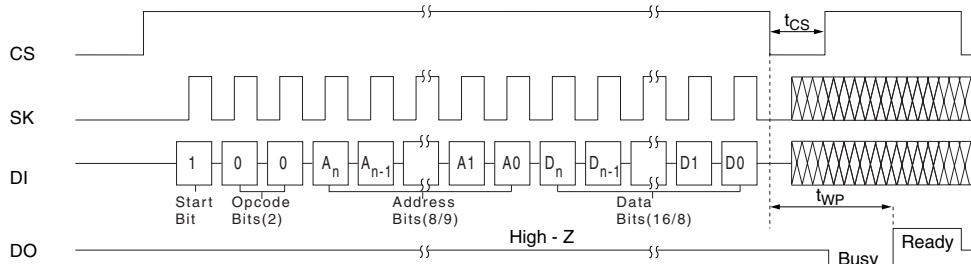 CS
tCS
SK
DI
1 0 0 An An-1 A1 A0 Dn Dn-1 D1 D0
Start Bit
Opcode Bits(2)
Address Bits(8/9)
Data Bits(16/8)
tWP
DO
High - Z
Busy
Ready